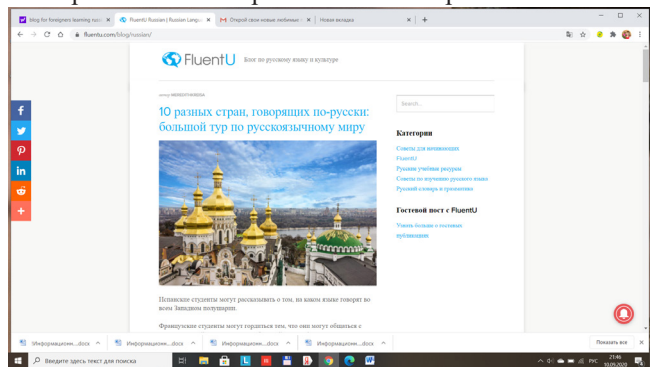 blog for foreigners learning russ
FluentU Russian | Russian Langu
Открой свои новые любимые
Новая вкладка
fluentu.com/blog/russian/
FluentU
Блог по русскому языку и культуре
10 разных стран, говорящих по-русски:
большой тур по русскоязычному миру
Search...
Категории
Советы для начинающих
FluentU
Русские учебные ресурсы
Советы по изучению русского языка
Русский словарь и грамматика
Гостевой пост с FluentU
Узнать больше о гостевых
публикациях
Испанские студенты могут рассказывать о том, на каком языке говорят во
всем Западном полушарии.
Французские студенты могут гордиться тем, что они могут общаться с
Информационн...docx
Информационн...docx
Информационн...docx
Информационн...docx
Показать все
Введите здесь текст для поиска
РУС
21:46
10.09.2020